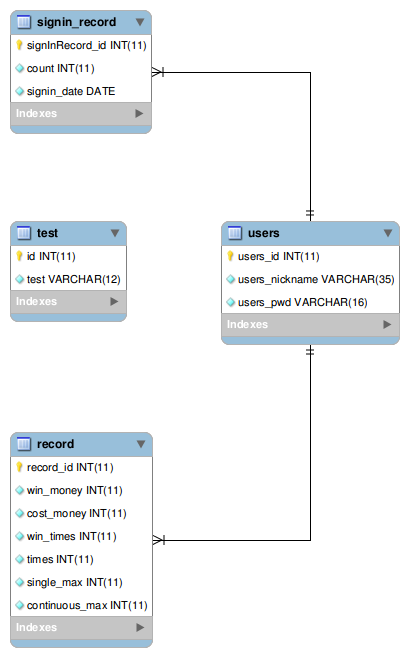 signin_record
signInRecord_id INT(11)
count INT(11)
signin_date DATE
Indexes
test
id INT(11)
test VARCHAR(12)
Indexes
users
users_id INT(11)
users_nickname VARCHAR(35)
users_pwd VARCHAR(16)
Indexes
record
record_id INT(11)
win_money INT(11)
cost_money INT(11)
win_times INT(11)
times INT(11)
single_max INT(11)
continuous_max INT(11)
Indexes